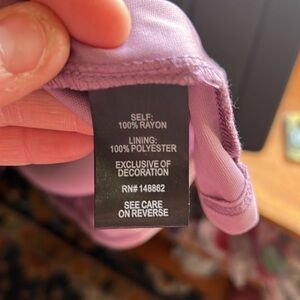 SELF:
100% RAYON
LINING:
100% POLYESTER
EXCLUSIVE OF
DECORATION
RN# 148862
SEE CARE
ON REVERSE